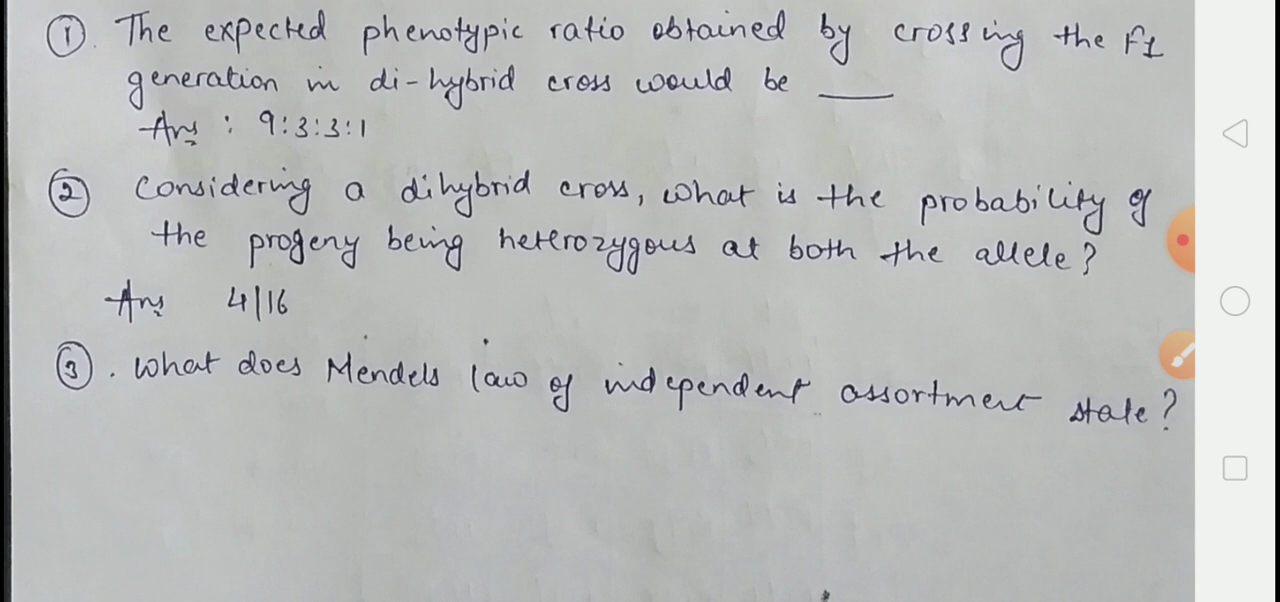 ① The expected phenotypic ratio obtained by crossing the F1
generation in di-hybrid cross would be ____
Ans : 9:3:3:1
② Considering a dihybrid cross, what is the probability of
the progeny being heterozygous at both the allele?
Ans 4/16
③. What does Mendels law of independent assortment state?